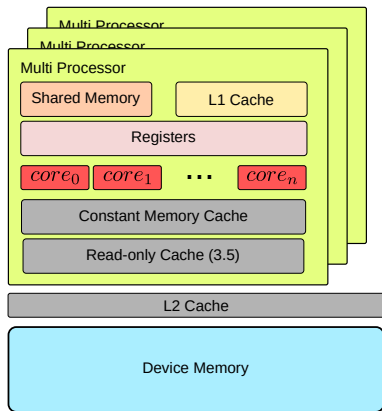 Multi Processor
Multi Processor
Multi Processor
Shared Memory
L1 Cache
Registers
core₀ core₁ ... coreₙ
Constant Memory Cache
Read-only Cache (3.5)
L2 Cache
Device Memory